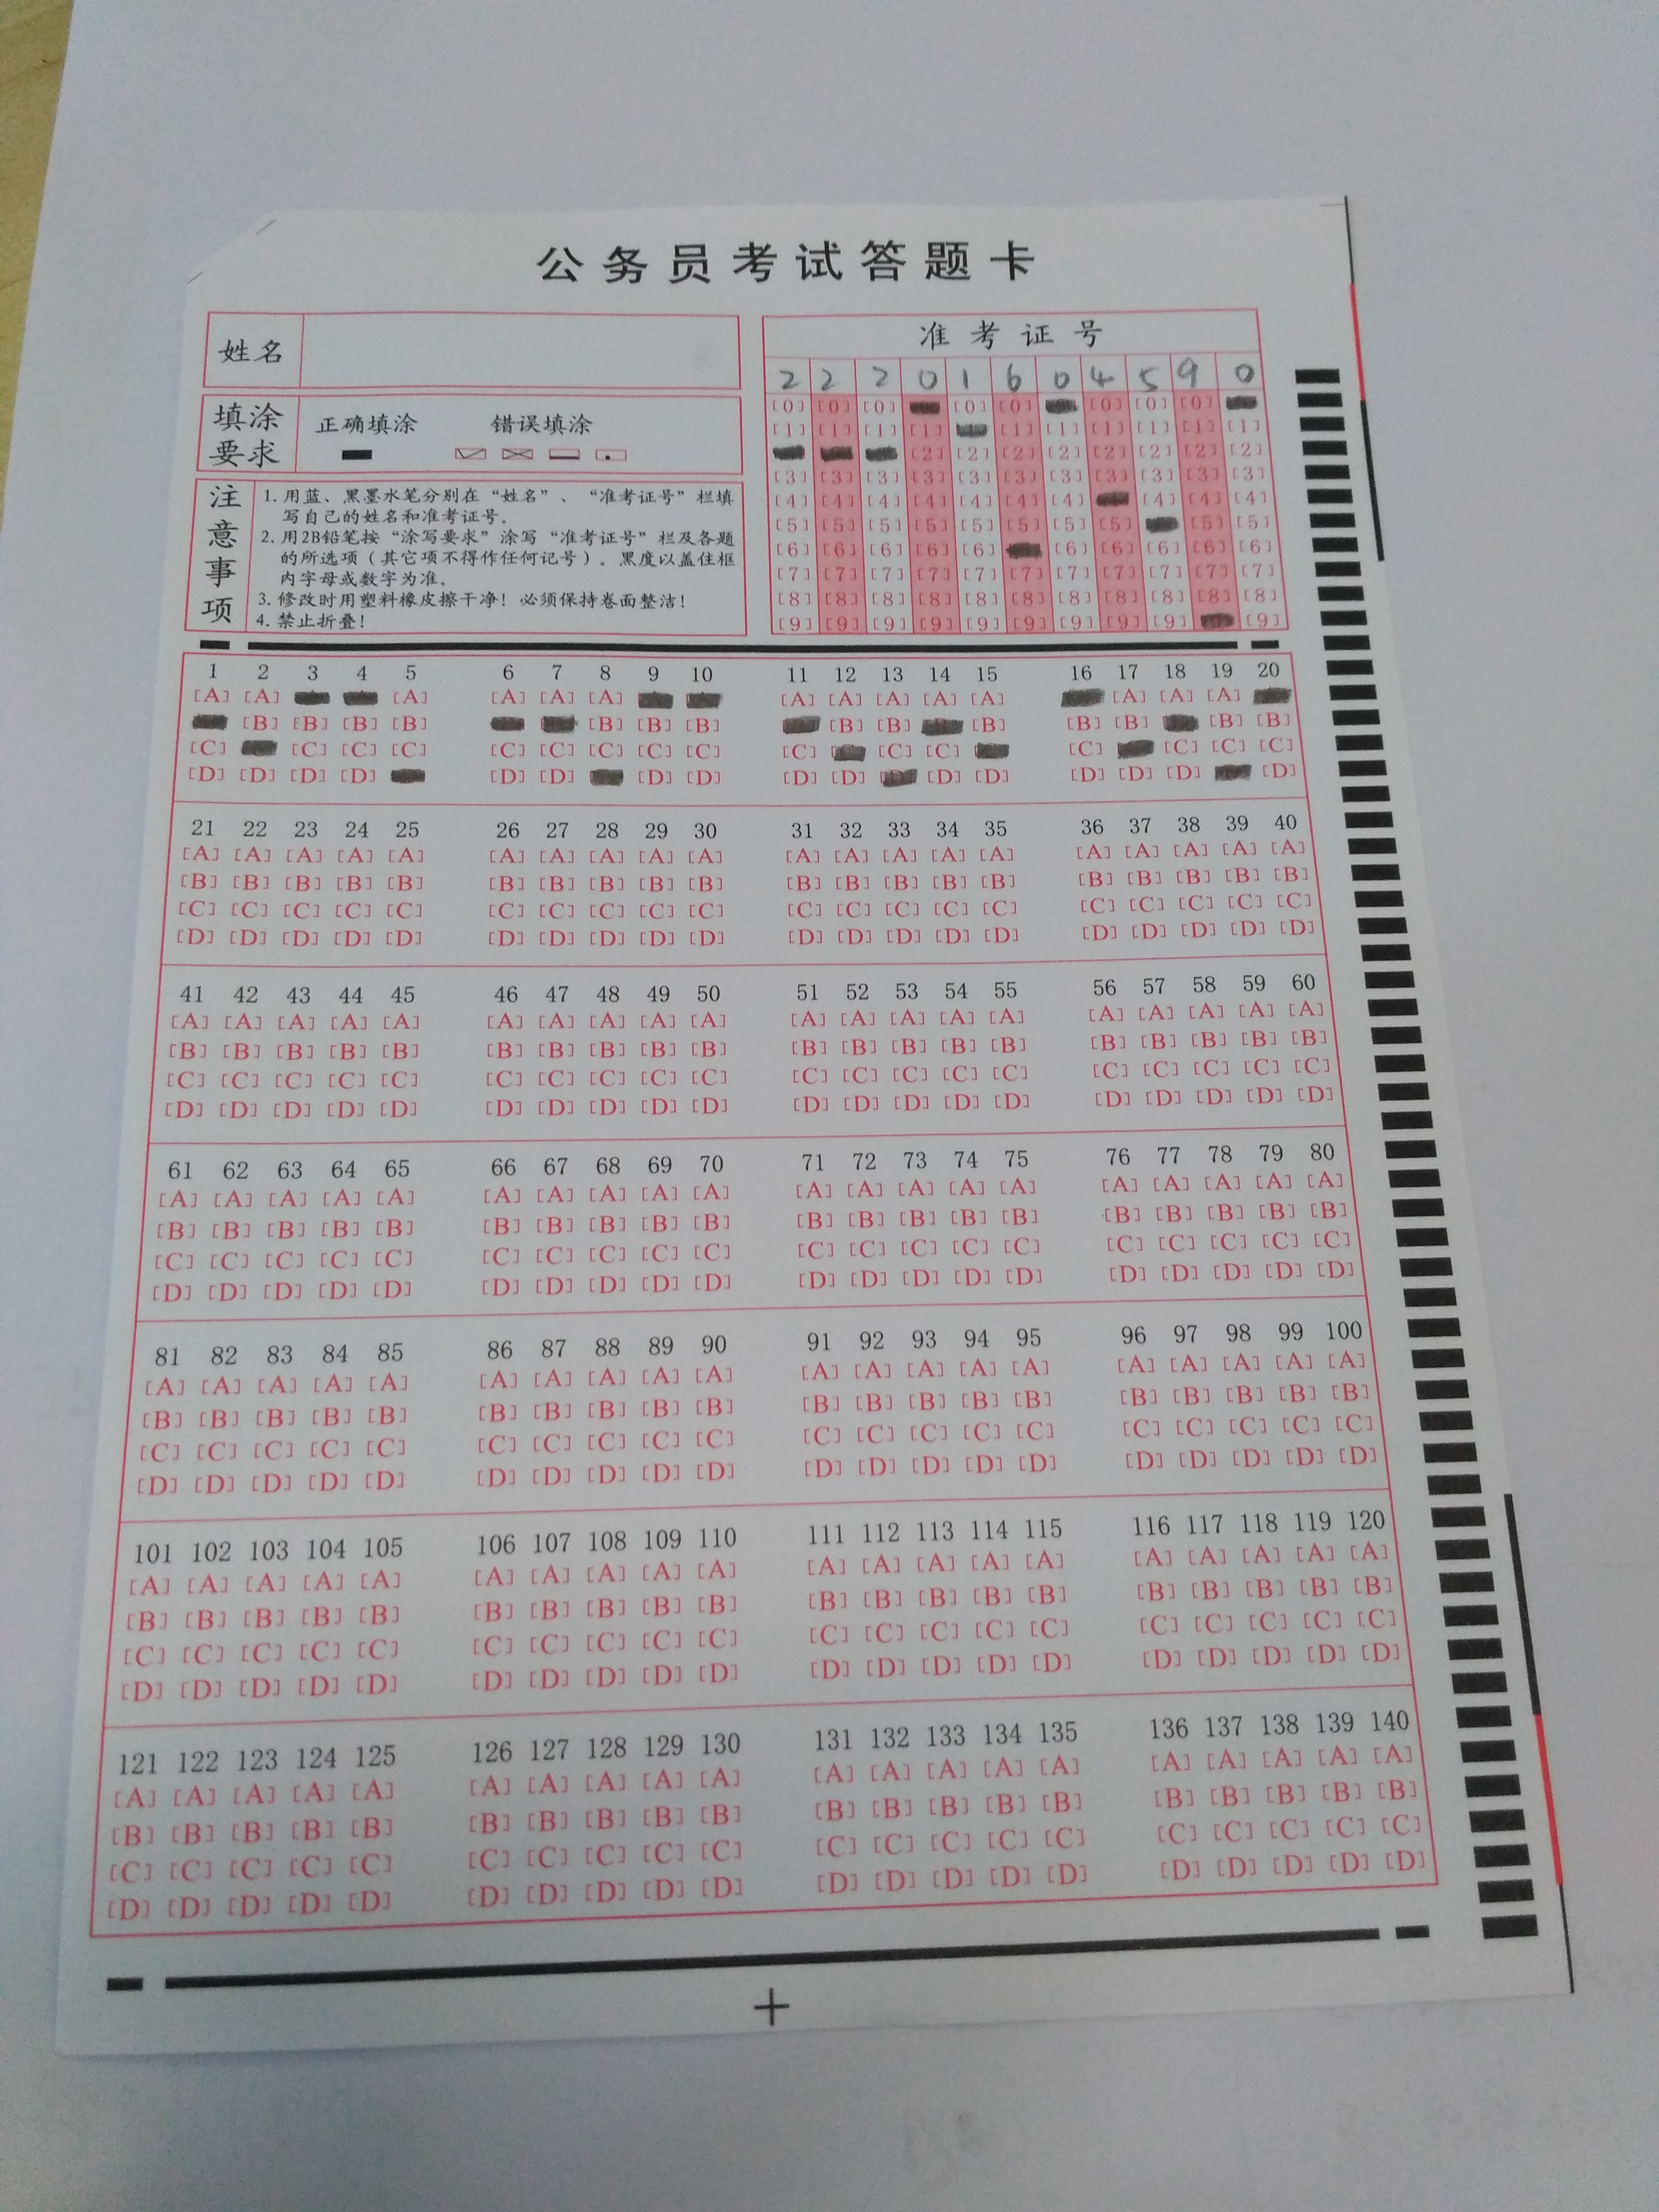 公务员考试答题卡
姓名
填涂要求 正确填涂 错误填涂
注意事项
1. 用蓝、黑墨水笔分别在“姓名”、“准考证号”栏填
写自己的姓名和准考证号。
2. 用2B铅笔按“涂写要求”涂写“准考证号”栏及各题
的所选项（其它项不得作任何记号）。黑度以盖住框
内字母或数字为准。
3. 修改时用塑料橡皮擦干净！必须保持卷面整洁！
4. 禁止折叠！
准考证号
2 2 2 0 1 6 0 4 5 9 0
[0] [0] [0] [0] [0] [0] [0] [0]
[1] [1] [1] [1] [1] [1] [1] [1] [1] [1]
[2] [2] [2] [2] [2] [2] [2] [2]
[3] [3] [3] [3] [3] [3] [3] [3] [3] [3] [3]
[4] [4] [4] [4] [4] [4] [4] [4] [4] [4]
[5] [5] [5] [5] [5] [5] [5] [5] [5] [5]
[6] [6] [6] [6] [6] [6] [6] [6] [6] [6]
[7] [7] [7] [7] [7] [7] [7] [7] [7] [7] [7]
[8] [8] [8] [8] [8] [8] [8] [8] [8] [8] [8]
[9] [9] [9] [9] [9] [9] [9] [9] [9] [9]
1 2 3 4 5 6 7 8 9 10 11 12 13 14 15 16 17 18 19 20
[A] [A] [A] [A] [A] [A] [A] [A] [A] [A] [A] [A] [A] [A]
[B] [B] [B] [B] [B] [B] [B] [B] [B] [B] [B] [B] [B] [B]
[C] [C] [C] [C] [C] [C] [C] [C] [C] [C] [C] [C] [C] [C] [C] [C]
[D] [D] [D] [D] [D] [D] [D] [D] [D] [D] [D] [D] [D] [D] [D] [D]
21 22 23 24 25 26 27 28 29 30 31 32 33 34 35 36 37 38 39 40
[A] [A] [A] [A] [A] [A] [A] [A] [A] [A] [A] [A] [A] [A] [A] [A] [A] [A] [A] [A]
[B] [B] [B] [B] [B] [B] [B] [B] [B] [B] [B] [B] [B] [B] [B] [B] [B] [B] [B] [B]
[C] [C] [C] [C] [C] [C] [C] [C] [C] [C] [C] [C] [C] [C] [C] [C] [C] [C] [C] [C]
[D] [D] [D] [D] [D] [D] [D] [D] [D] [D] [D] [D] [D] [D] [D] [D] [D] [D] [D] [D]
41 42 43 44 45 46 47 48 49 50 51 52 53 54 55 56 57 58 59 60
[A] [A] [A] [A] [A] [A] [A] [A] [A] [A] [A] [A] [A] [A] [A] [A] [A] [A] [A] [A]
[B] [B] [B] [B] [B] [B] [B] [B] [B] [B] [B] [B] [B] [B] [B] [B] [B] [B] [B] [B]
[C] [C] [C] [C] [C] [C] [C] [C] [C] [C] [C] [C] [C] [C] [C] [C] [C] [C] [C] [C]
[D] [D] [D] [D] [D] [D] [D] [D] [D] [D] [D] [D] [D] [D] [D] [D] [D] [D] [D] [D]
61 62 63 64 65 66 67 68 69 70 71 72 73 74 75 76 77 78 79 80
[A] [A] [A] [A] [A] [A] [A] [A] [A] [A] [A] [A] [A] [A] [A] [A] [A] [A] [A] [A]
[B] [B] [B] [B] [B] [B] [B] [B] [B] [B] [B] [B] [B] [B] [B] [B] [B] [B] [B] [B]
[C] [C] [C] [C] [C] [C] [C] [C] [C] [C] [C] [C] [C] [C] [C] [C] [C] [C] [C] [C]
[D] [D] [D] [D] [D] [D] [D] [D] [D] [D] [D] [D] [D] [D] [D] [D] [D] [D] [D] [D]
81 82 83 84 85 86 87 88 89 90 91 92 93 94 95 96 97 98 99 100
[A] [A] [A] [A] [A] [A] [A] [A] [A] [A] [A] [A] [A] [A] [A] [A] [A] [A] [A] [A]
[B] [B] [B] [B] [B] [B] [B] [B] [B] [B] [B] [B] [B] [B] [B] [B] [B] [B] [B] [B]
[C] [C] [C] [C] [C] [C] [C] [C] [C] [C] [C] [C] [C] [C] [C] [C] [C] [C] [C] [C]
[D] [D] [D] [D] [D] [D] [D] [D] [D] [D] [D] [D] [D] [D] [D] [D] [D] [D] [D] [D]
101 102 103 104 105 106 107 108 109 110 111 112 113 114 115 116 117 118 119 120
[A] [A] [A] [A] [A] [A] [A] [A] [A] [A] [A] [A] [A] [A] [A] [A] [A] [A] [A] [A]
[B] [B] [B] [B] [B] [B] [B] [B] [B] [B] [B] [B] [B] [B] [B] [B] [B] [B] [B] [B]
[C] [C] [C] [C] [C] [C] [C] [C] [C] [C] [C] [C] [C] [C] [C] [C] [C] [C] [C] [C]
[D] [D] [D] [D] [D] [D] [D] [D] [D] [D] [D] [D] [D] [D] [D] [D] [D] [D] [D] [D]
121 122 123 124 125 126 127 128 129 130 131 132 133 134 135 136 137 138 139 140
[A] [A] [A] [A] [A] [A] [A] [A] [A] [A] [A] [A] [A] [A] [A] [A] [A] [A] [A] [A]
[B] [B] [B] [B] [B] [B] [B] [B] [B] [B] [B] [B] [B] [B] [B] [B] [B] [B] [B] [B]
[C] [C] [C] [C] [C] [C] [C] [C] [C] [C] [C] [C] [C] [C] [C] [C] [C] [C] [C] [C]
[D] [D] [D] [D] [D] [D] [D] [D] [D] [D] [D] [D] [D] [D] [D] [D] [D] [D] [D] [D]